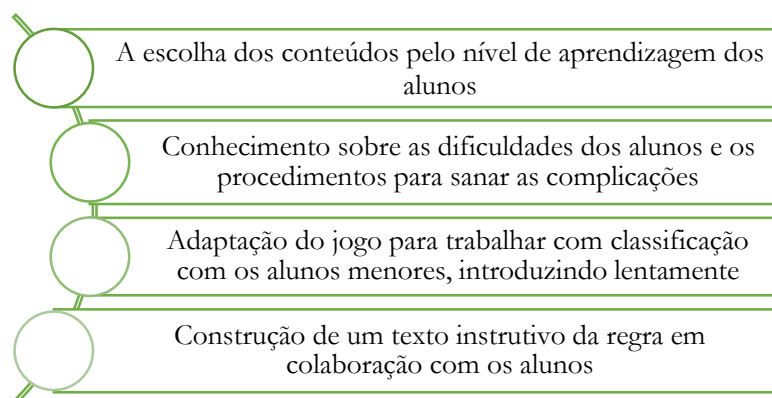 A escolha dos conteúdos pelo nível de aprendizagem dos
alunos
Conhecimento sobre as dificuldades dos alunos e os
procedimentos para sanar as complicações
Adaptação do jogo para trabalhar com classificação
com os alunos menores, introduzindo lentamente
Construção de um texto instrutivo da regra em
colaboração com os alunos